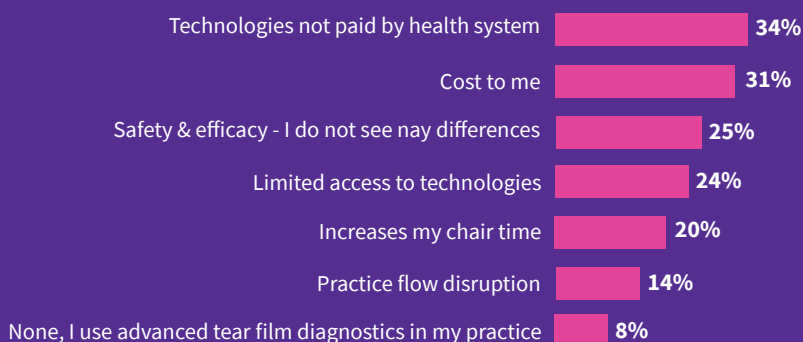 Technologies not paid by health system 34%
Cost to me 31%
Safety & efficacy - I do not see nay differences 25%
Limited access to technologies 24%
Increases my chair time 20%
Practice flow disruption 14%
None, I use advanced tear film diagnostics in my practice 8%